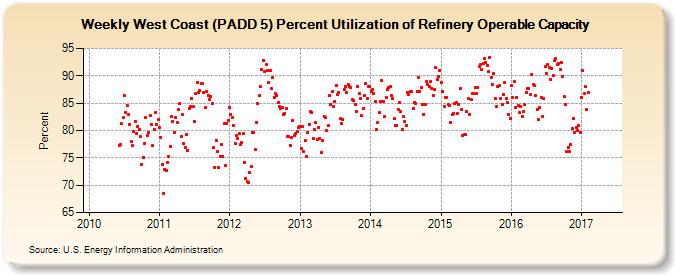 Weekly West Coast (PADD 5) Percent Utilization of Refinery Operable Capacity
Percent
95
90
85
80
75
70
65
2010 2011 2012 2013 2014 2015 2016 2017
Source: U.S. Energy Information Administration